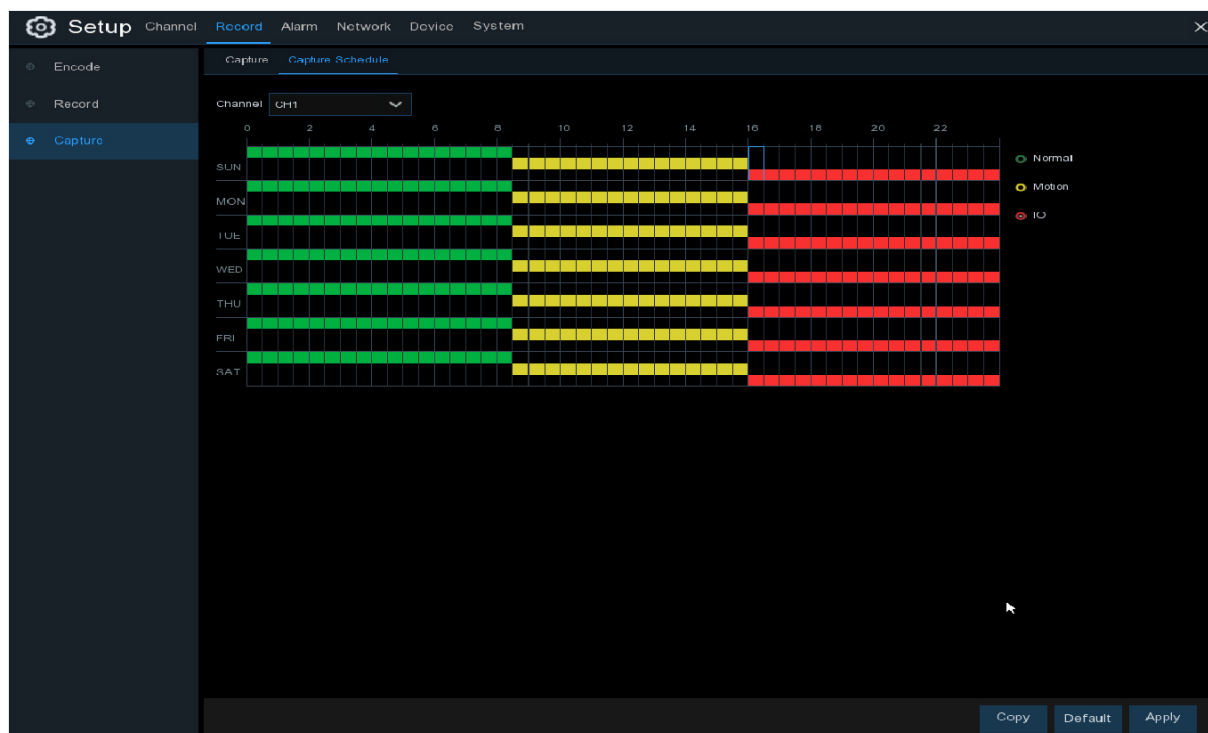 Setup Channel Record Alarm Network Device System
Encode
Record
Capture
Capture Capture Schedule
Channel CH1
0 2 4 6 8 10 12 14 16 18 20 22
SUN
MON
TUE
WED
THU
FRI
SAT
Normal
Motion
IO
Copy Default Apply